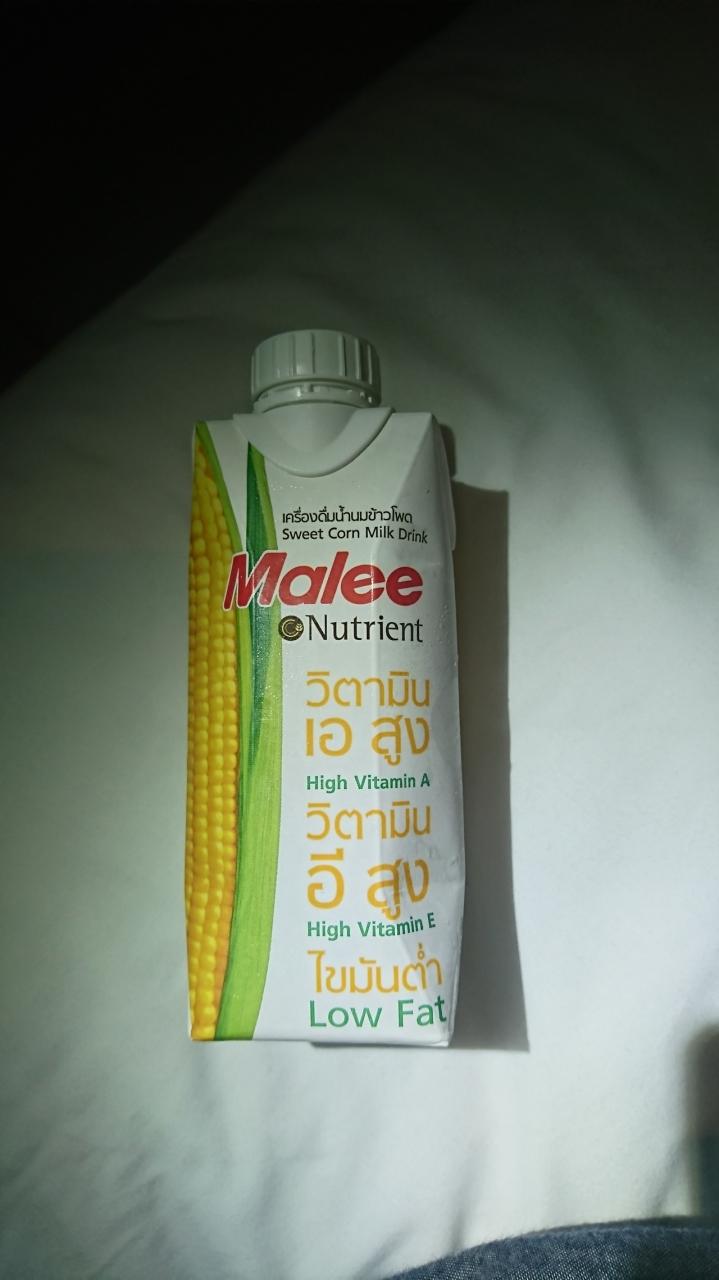 เครื่องดื่มน้ำนมข้าวโพด
Sweet Corn Milk Drink
Malee
Nutrient
วิตามิน
เอ สูง
High Vitamin A
วิตามิน
อี สูง
High Vitamin E
ไขมันต่ำ
Low Fat